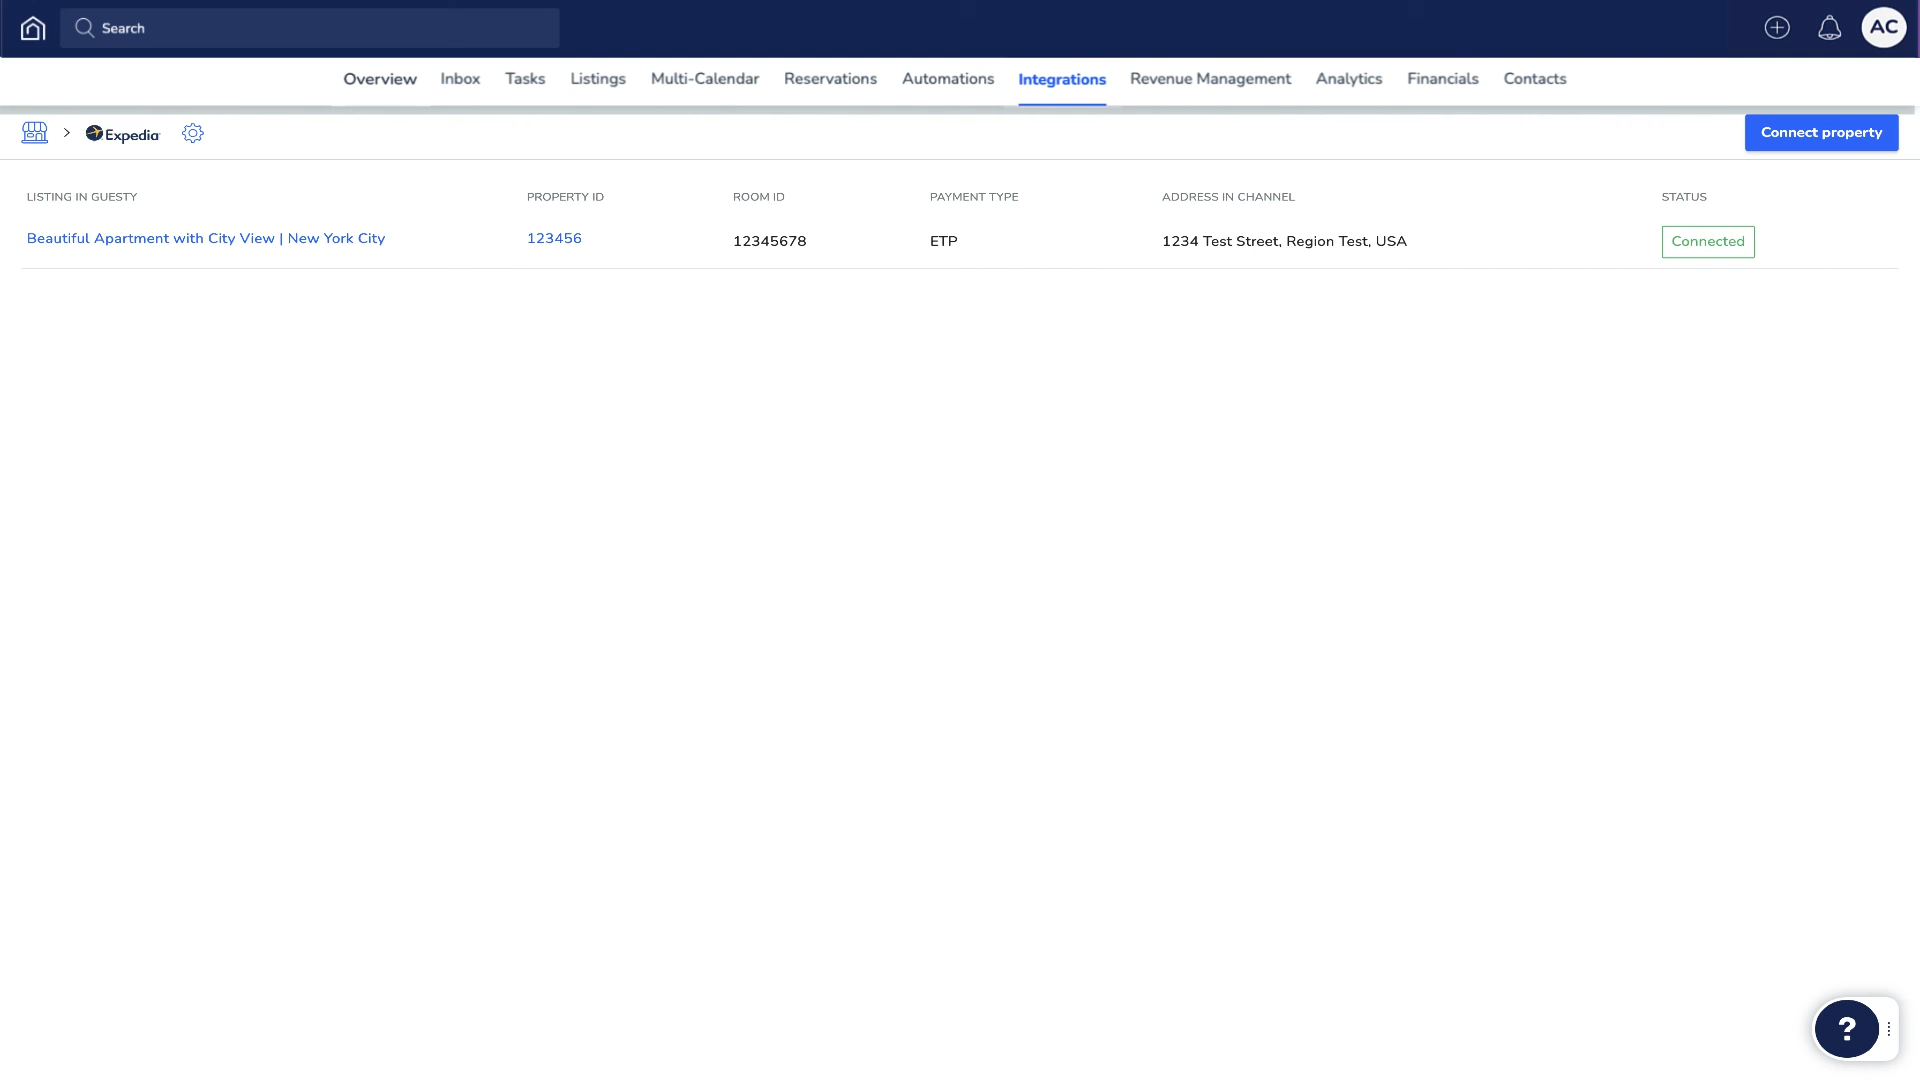 Search
AC
Overview Inbox Tasks Listings Multi-Calendar Reservations Automations Integrations Revenue Management Analytics Financials Contacts
Expedia
Connect property
LISTING IN GUESTY PROPERTY ID ROOM ID PAYMENT TYPE ADDRESS IN CHANNEL STATUS
Beautiful Apartment with City View | New York City 123456 12345678 ETP 1234 Test Street, Region Test, USA Connected
?